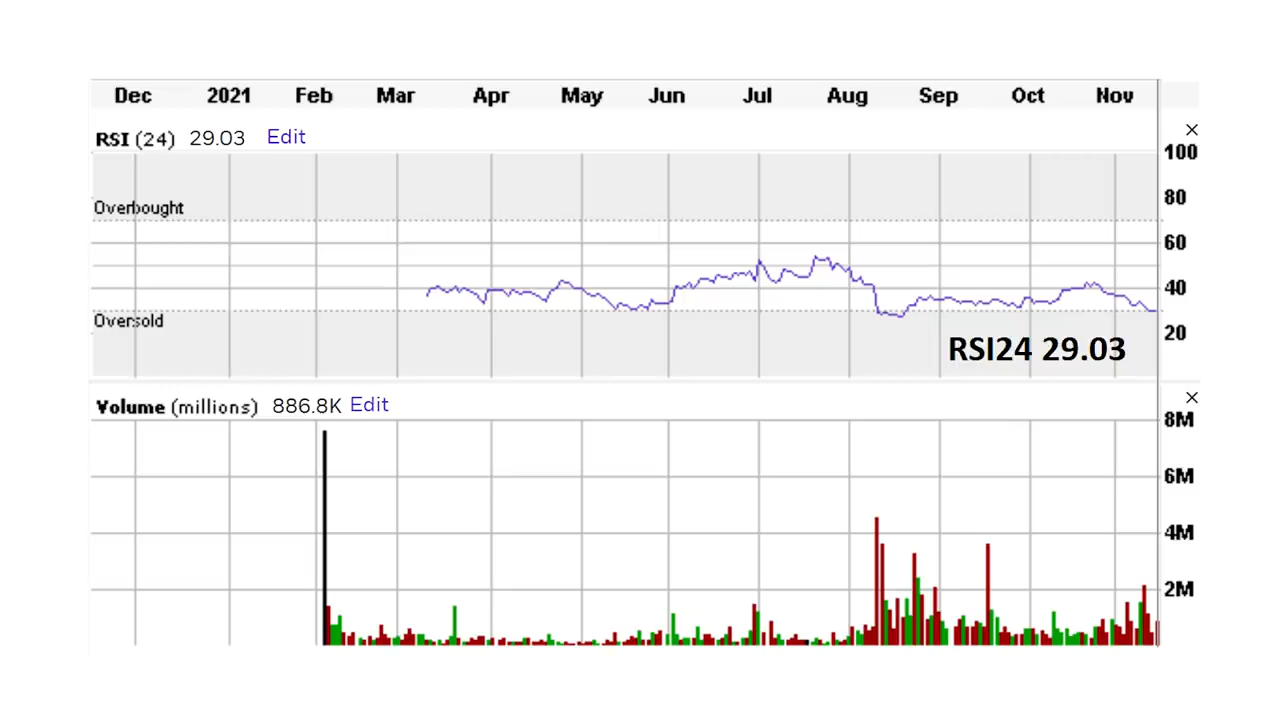 Dec 2021 Feb Mar Apr May Jun Jul Aug Sep Oct Nov
RSI (24) 29.03 Edit ×
100
80
Overbought
60
40
Oversold
20
RSI24 29.03
Volume (millions) 886.8K Edit ×
8M
6M
4M
2M